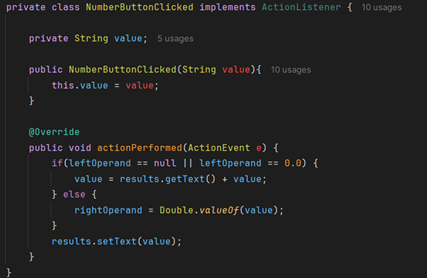 private class NumberButtonClicked implements ActionListener { 10 usages
private String value; 5 usages
public NumberButtonClicked(String value){ 10 usages
this.value = value;
}
@Override
public void actionPerformed(ActionEvent e) {
if(leftOperand == null || leftOperand == 0.0) {
value = results.getText() + value;
} else {
rightOperand = Double.valueOf(value);
}
results.setText(value);
}
}